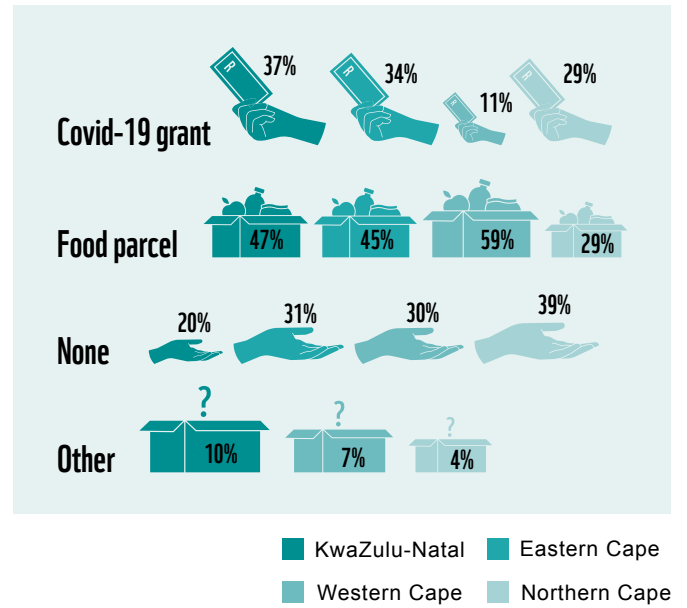 37% 34% 11% 29%
R R R R
Covid-19 grant
Food parcel 47% 45% 59% 29%
20% 31% 30% 39%
None
? ? ?
Other 10% 7% 4%
KwaZulu-Natal Eastern Cape
Western Cape Northern Cape